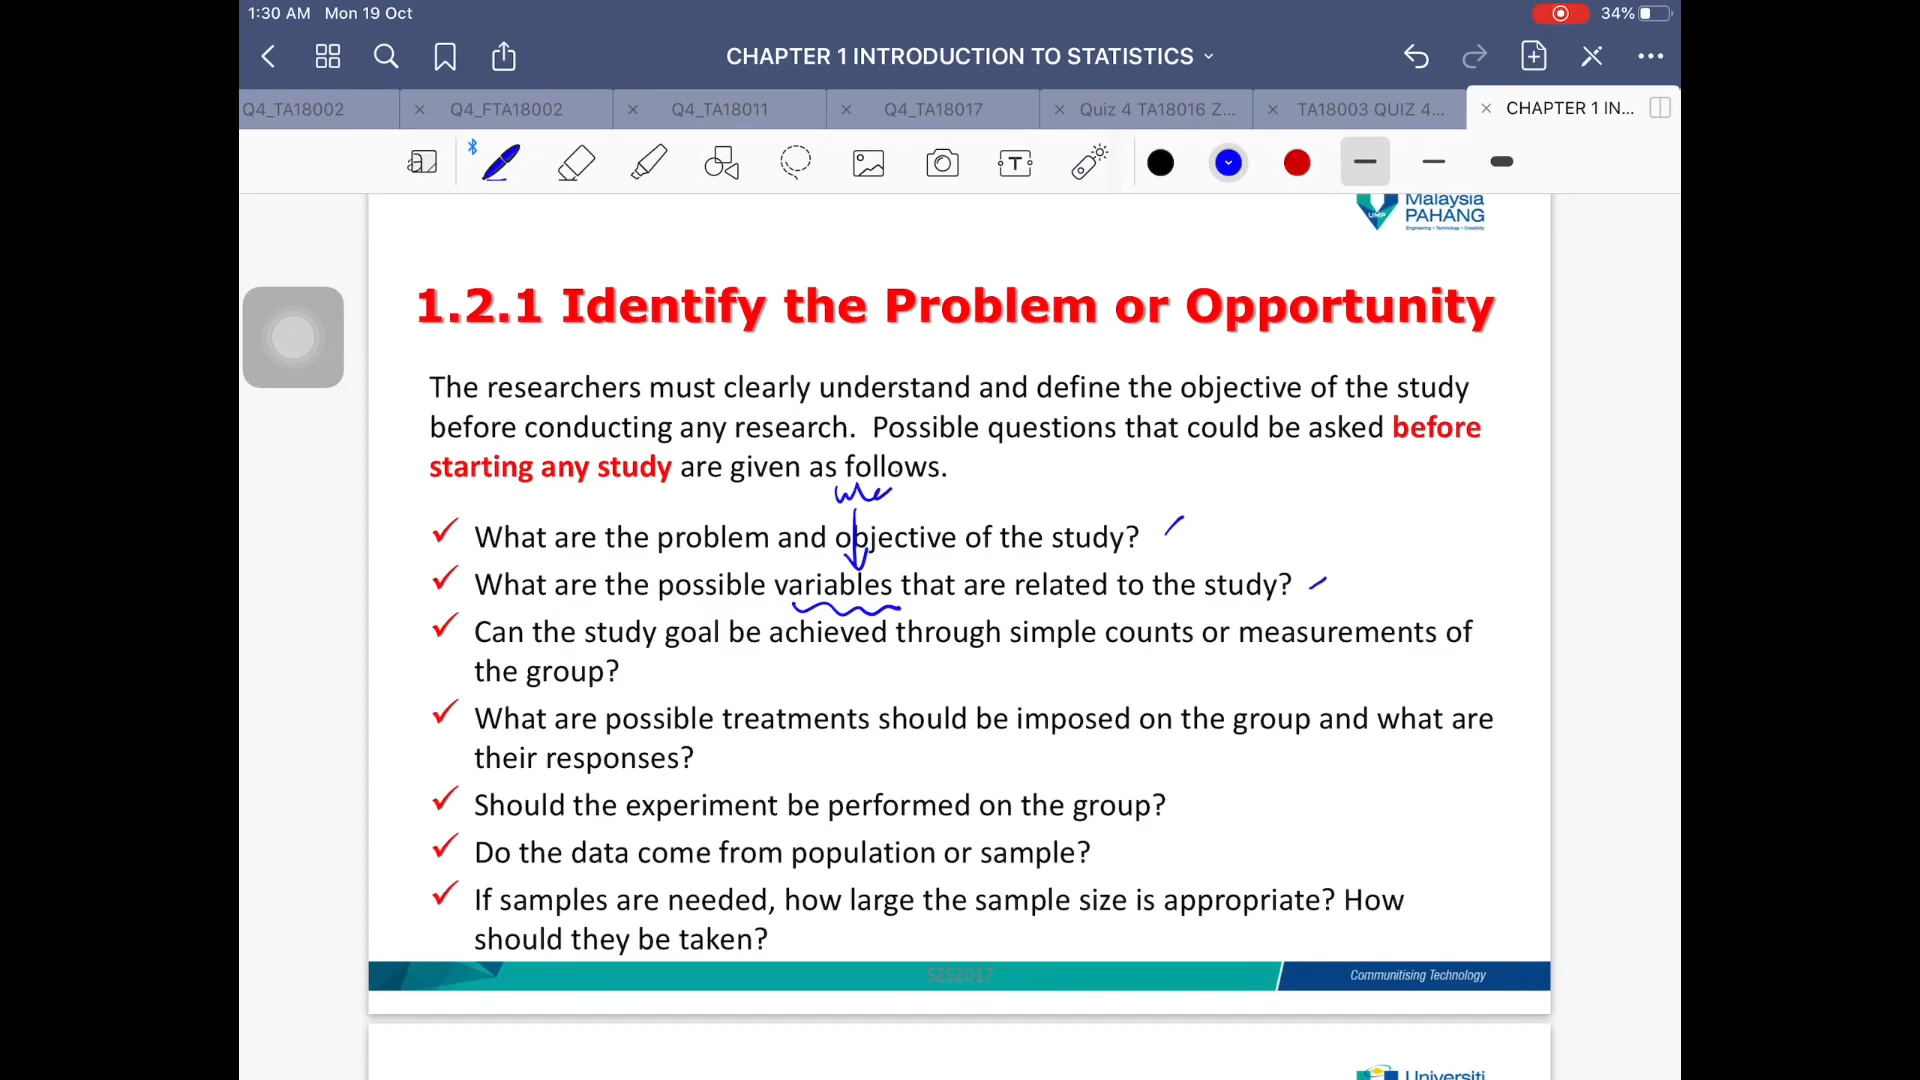 1:30 AM Mon 19 Oct 34%
CHAPTER 1 INTRODUCTION TO STATISTICS
Q4_TA18002 Q4_FTA18002 Q4_TA18011 Q4_TA18017 Quiz 4 TA18016 Z... TA18003 QUIZ 4... CHAPTER 1 IN...
Malaysia
PAHANG
Engineering • Technology • Creativity
UMP
1.2.1 Identify the Problem or Opportunity
The researchers must clearly understand and define the objective of the study
before conducting any research. Possible questions that could be asked before
starting any study are given as follows.
What are the problem and objective of the study?
What are the possible variables that are related to the study?
Can the study goal be achieved through simple counts or measurements of
the group?
What are possible treatments should be imposed on the group and what are
their responses?
Should the experiment be performed on the group?
Do the data come from population or sample?
If samples are needed, how large the sample size is appropriate? How
should they be taken?
SZS2017
Communitising Technology
Universiti